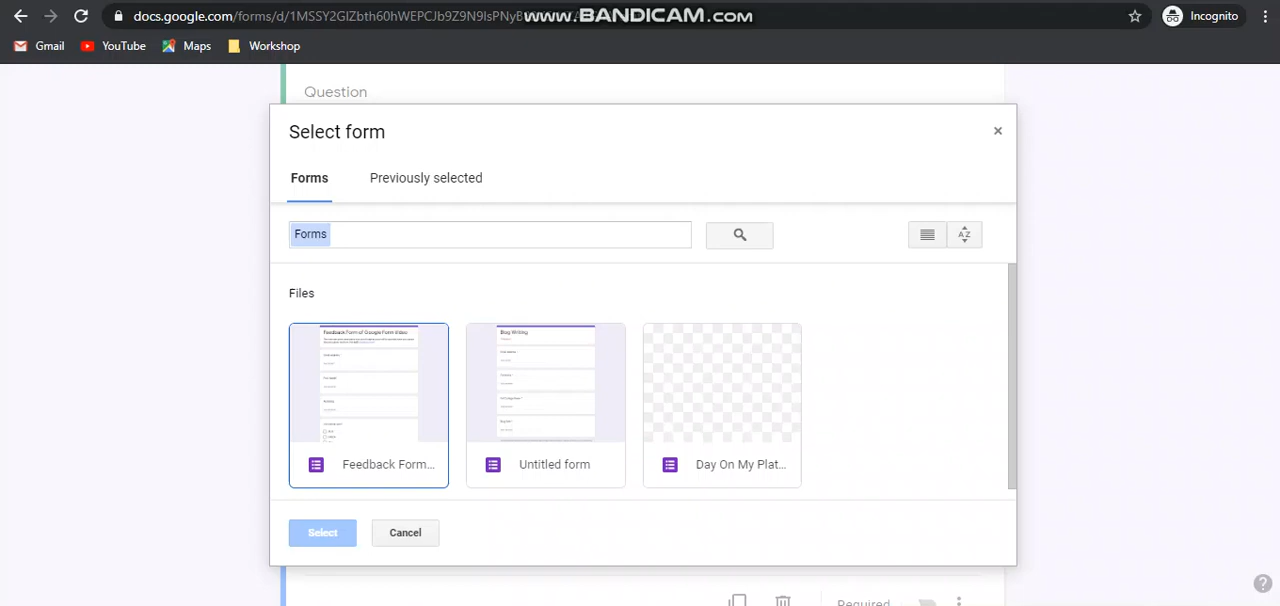 docs.google.com/forms/d/1MSSY2GIZbth60hWEPCJb9Z9N9IsPNyB
www.BANDICAM.com
Incognito
Gmail
YouTube
Maps
Workshop
Question
Select form
×
Forms
Previously selected
Forms
AZ
Files
Feedback Form of Google Form Video
Blog Writing
Feedback Form...
Untitled form
Day On My Plat...
Select
Cancel
Required
?